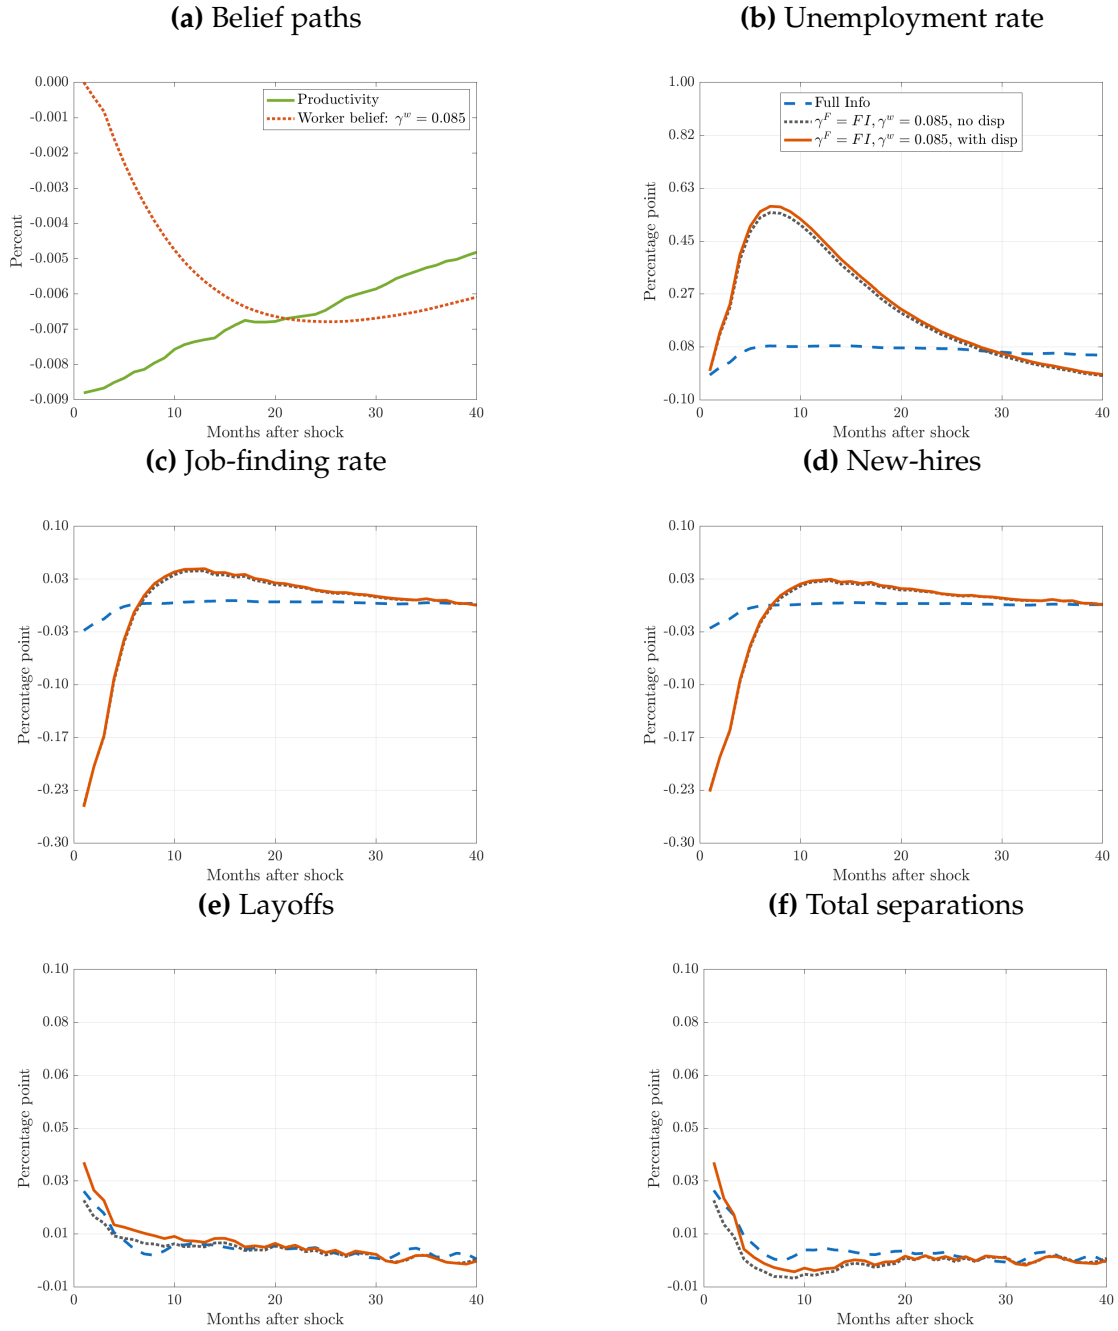 (a) Belief paths
0.000
-0.001
-0.002
-0.003
-0.004
-0.005
-0.006
-0.007
-0.008
-0.009
Percent
Productivity
Worker belief: γ^w = 0.085
0 10 20 30 40
Months after shock
(b) Unemployment rate
1.00
0.82
0.63
0.45
0.27
0.08
-0.10
Percentage point
Full Info
γ^F = FI, γ^w = 0.085, no disp
γ^F = FI, γ^w = 0.085, with disp
0 10 20 30 40
Months after shock
(c) Job-finding rate
0.10
0.03
-0.03
-0.10
-0.17
-0.23
-0.30
Percentage point
0 10 20 30 40
Months after shock
(d) New-hires
0.10
0.03
-0.03
-0.10
-0.17
-0.23
-0.30
Percentage point
0 10 20 30 40
Months after shock
(e) Layoffs
0.10
0.08
0.06
0.05
0.03
0.01
-0.01
Percentage point
0 10 20 30 40
Months after shock
(f) Total separations
0.10
0.08
0.06
0.05
0.03
0.01
-0.01
Percentage point
0 10 20 30 40
Months after shock